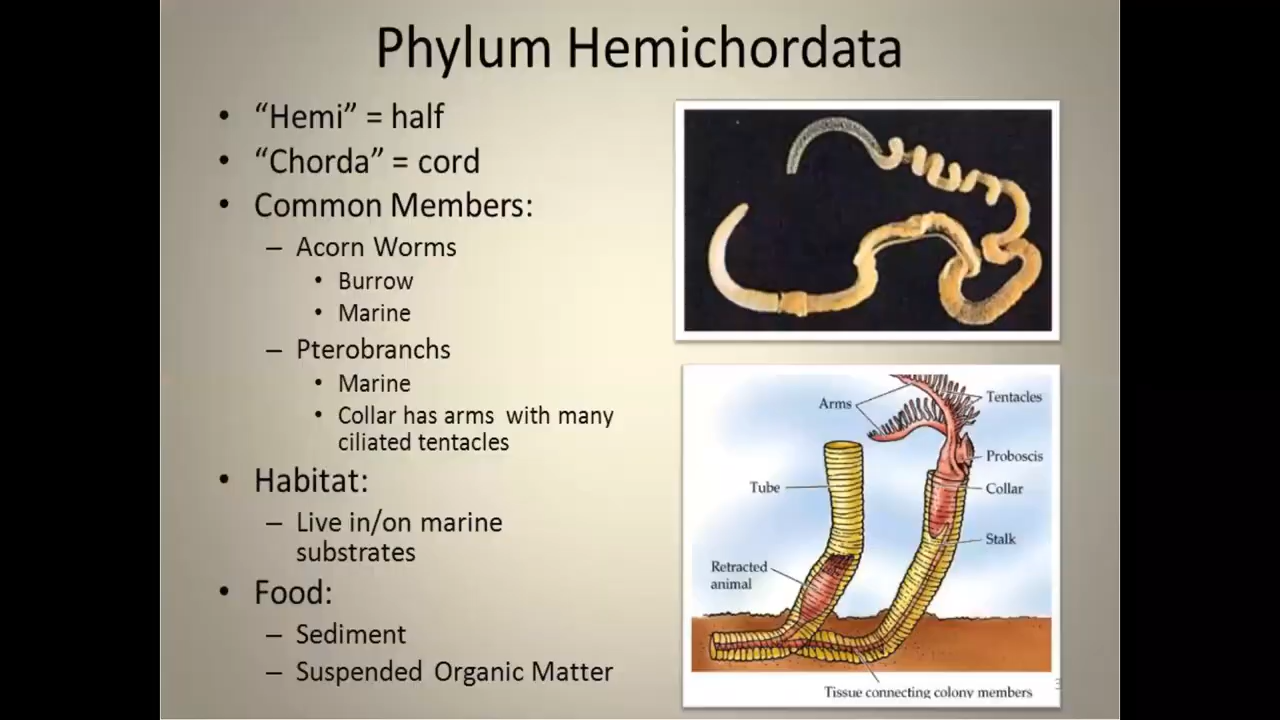 Phylum Hemichordata
• “Hemi” = half
• “Chorda” = cord
• Common Members:
– Acorn Worms
• Burrow
• Marine
– Pterobranchs
• Marine
• Collar has arms with many
ciliated tentacles
• Habitat:
– Live in/on marine
substrates
• Food:
– Sediment
– Suspended Organic Matter
Arms
Tentacles
Proboscis
Tube
Collar
Stalk
Retracted
animal
Tissue connecting colony members
3